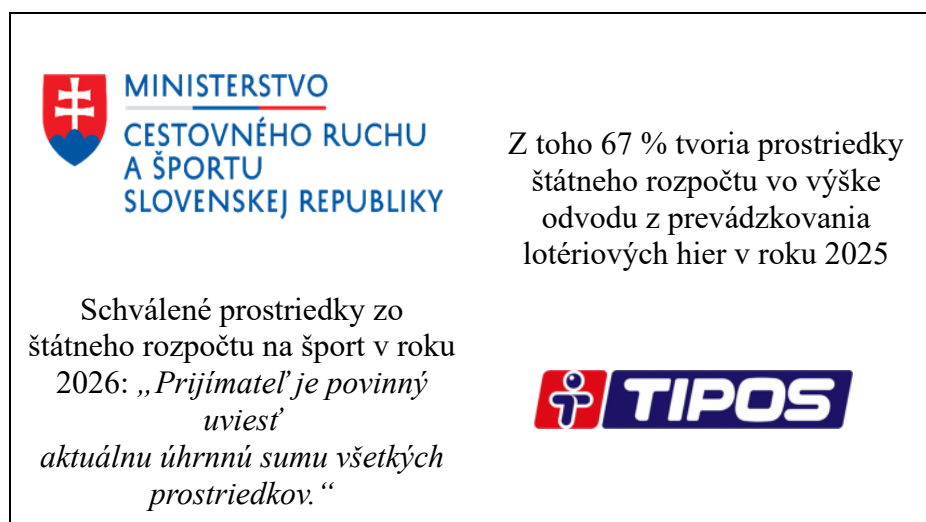 MINISTERSTVO
CESTOVNÉHO RUCHU
A ŠPORTU
SLOVENSKEJ REPUBLIKY
Schválené prostriedky zo
štátneho rozpočtu na šport v roku
2026: „Prijímateľ je povinný
uviesť
aktuálnu úhrnnú sumu všetkých
prostriedkov.“
Z toho 67 % tvoria prostriedky
štátneho rozpočtu vo výške
odvodu z prevádzkovania
lotériových hier v roku 2025
TIPOS